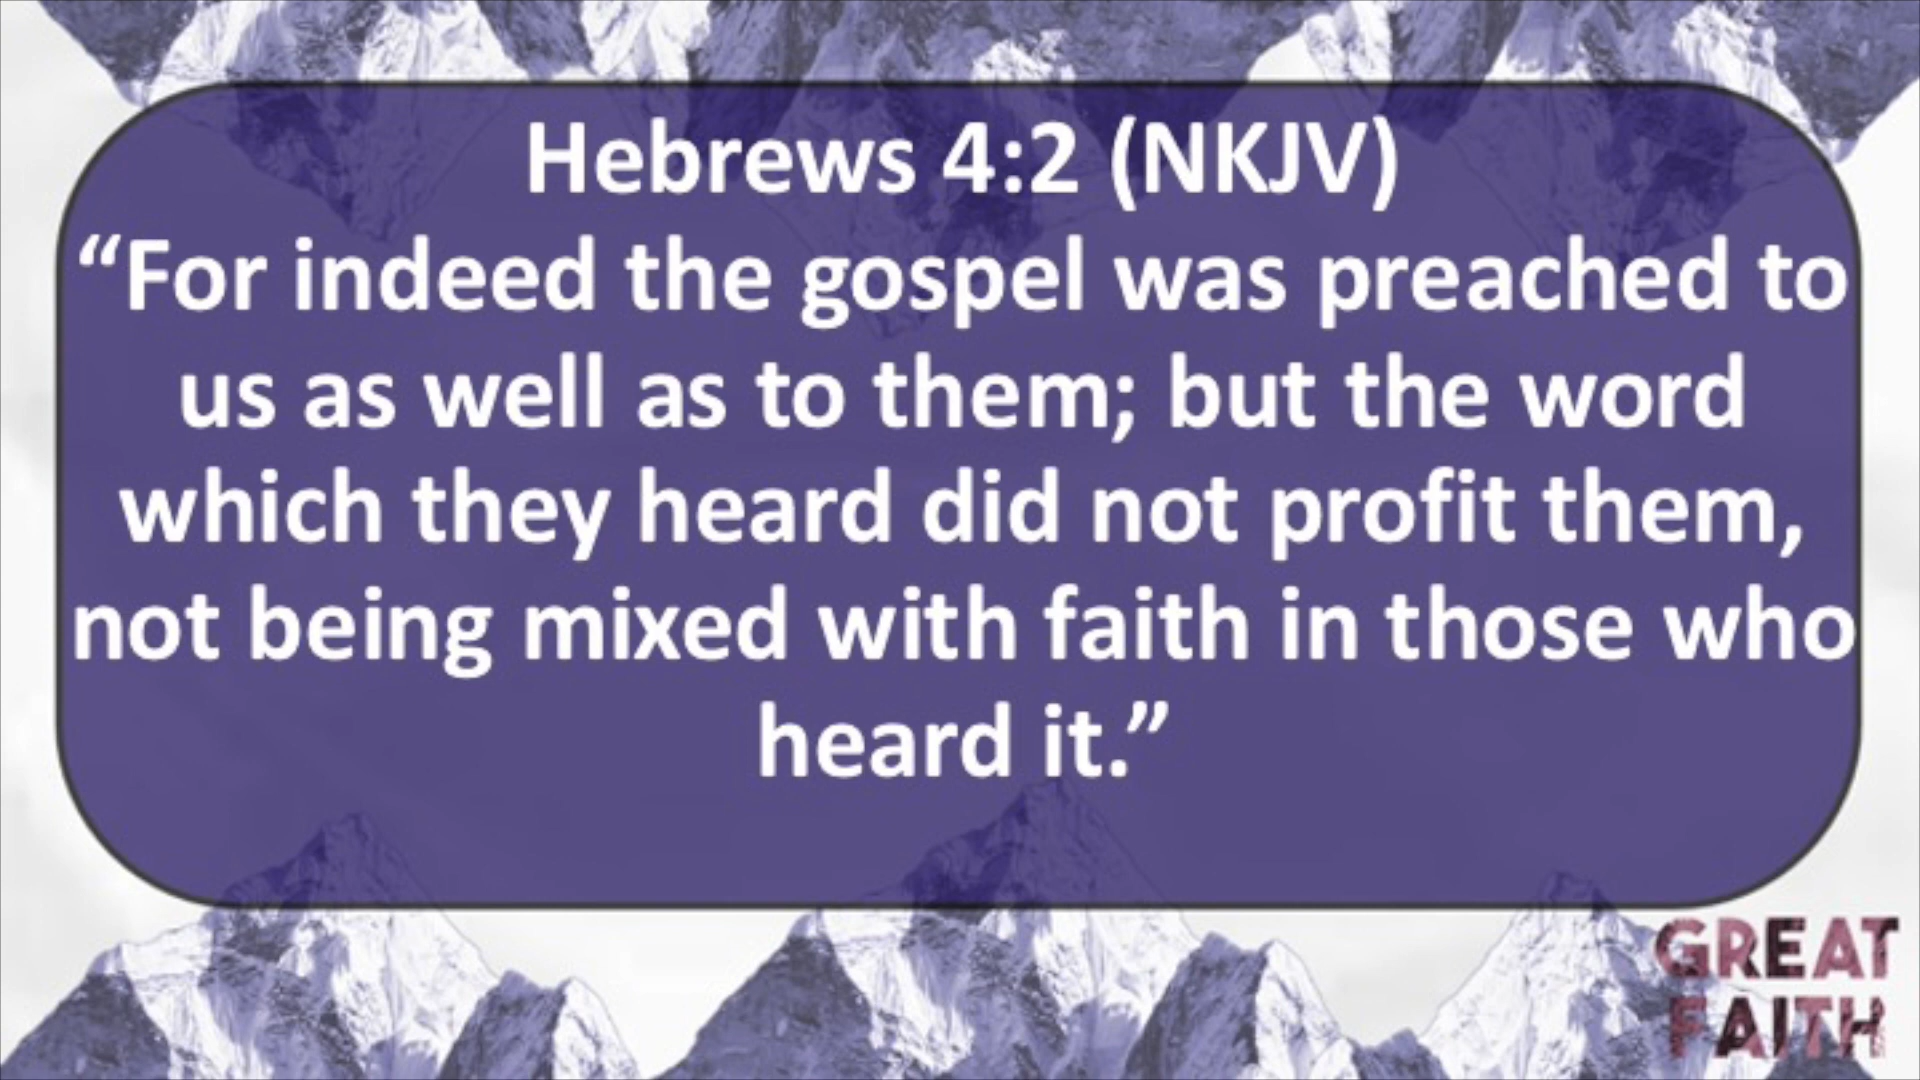 Hebrews 4:2 (NKJV)
“For indeed the gospel was preached to
us as well as to them; but the word
which they heard did not profit them,
not being mixed with faith in those who
heard it.”
GREAT
FAITH